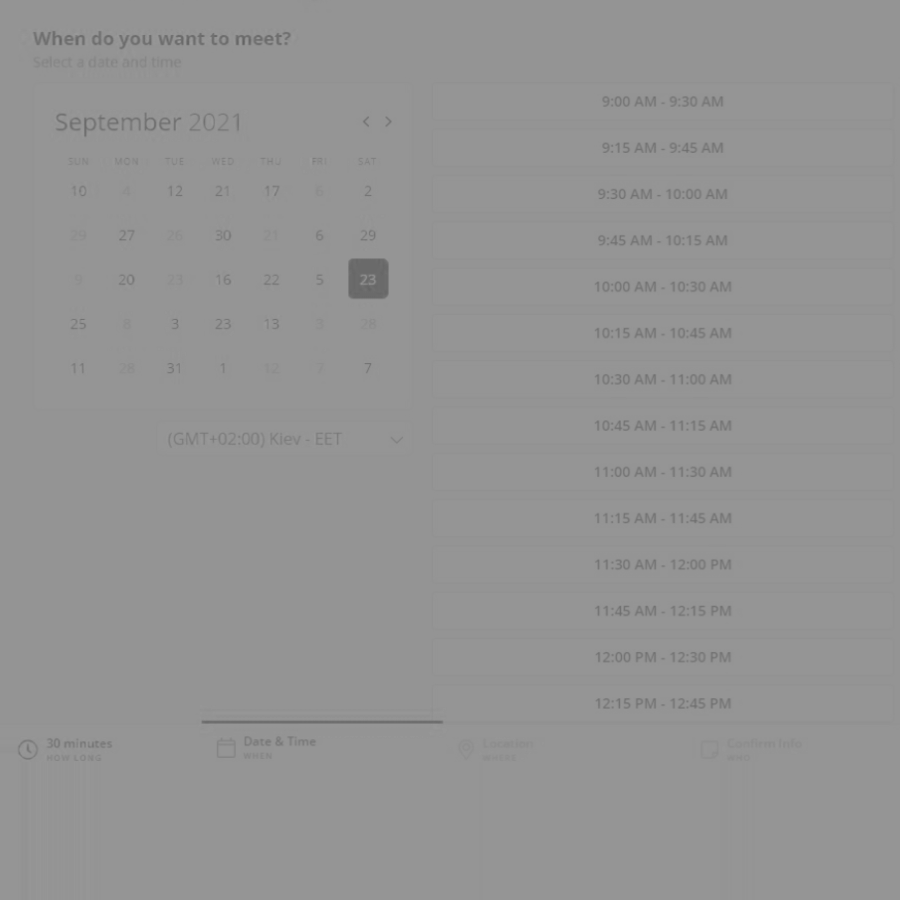 When do you want to meet?
Select a date and time
September 2021
SUN MON TUE WED THU FRI SAT
10 4 12 21 17 6 2
29 27 26 30 21 6 29
9 20 23 16 22 5 23
25 8 3 23 13 9 28
11 26 31 1 12 7 7
(GMT+02:00) Kiev - EET
9:00 AM - 9:30 AM
9:15 AM - 9:45 AM
9:30 AM - 10:00 AM
9:45 AM - 10:15 AM
10:00 AM - 10:30 AM
10:15 AM - 10:45 AM
10:30 AM - 11:00 AM
10:45 AM - 11:15 AM
11:00 AM - 11:30 AM
11:15 AM - 11:45 AM
11:30 AM - 12:00 PM
11:45 AM - 12:15 PM
12:00 PM - 12:30 PM
12:15 PM - 12:45 PM
30 minutes
HOW LONG
Date & Time
WHEN
Location
WHERE
Confirm Info
WHO